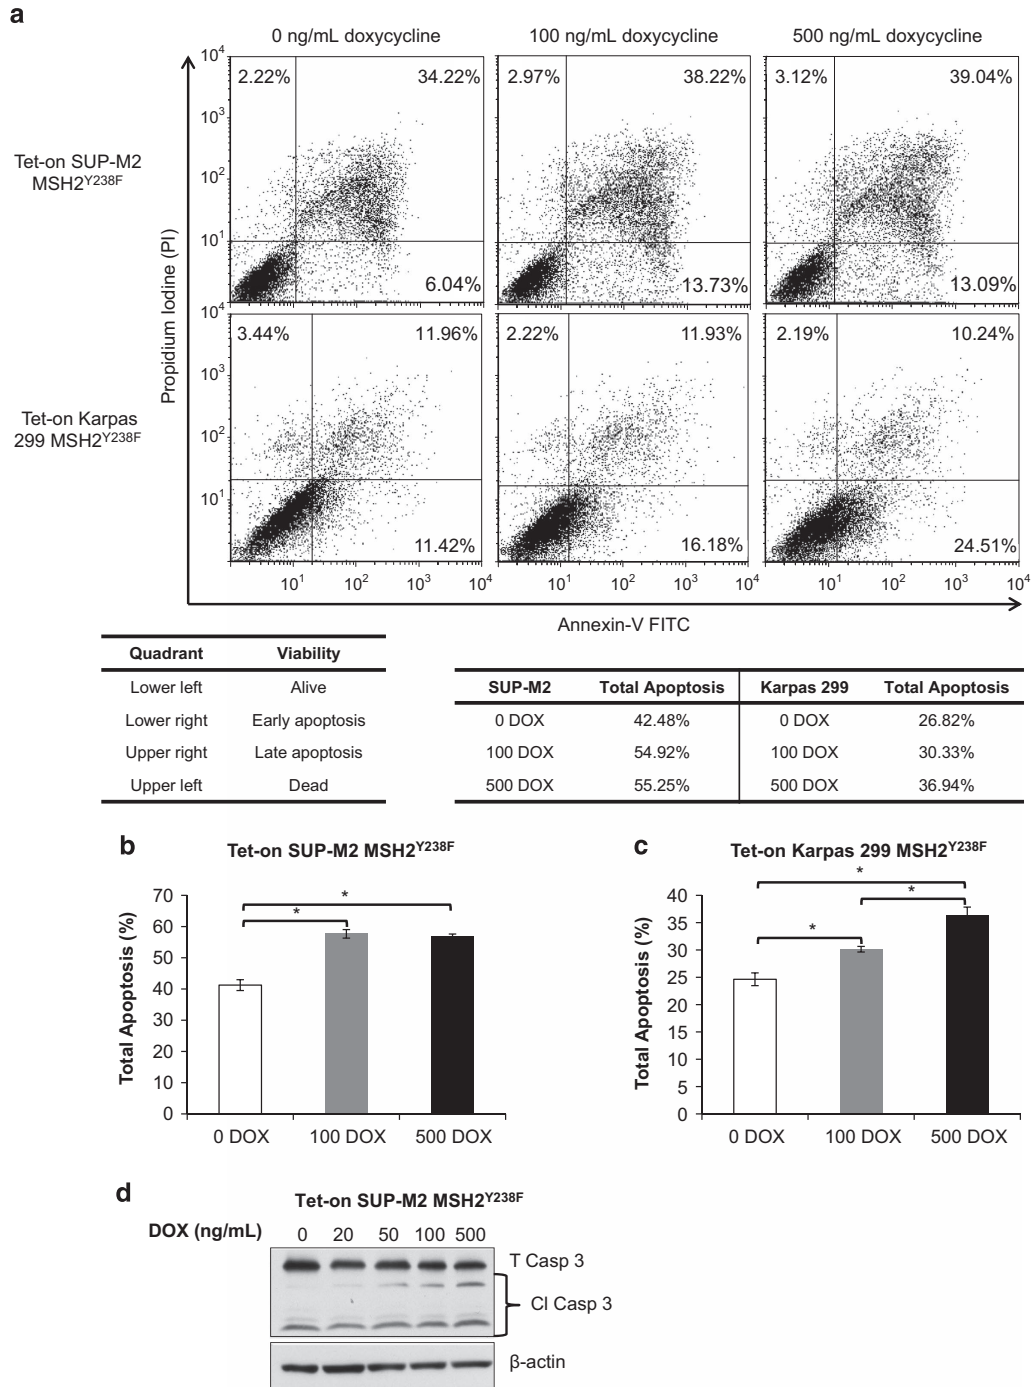 a
0 ng/mL doxycycline 100 ng/mL doxycycline 500 ng/mL doxycycline
Tet-on SUP-M2
MSH2Y238F
Tet-on Karpas
299 MSH2Y238F
Propidium Iodine (PI)
10⁴
10³
10²
10¹
10⁴
2.22% 34.22%
6.04%
2.97% 38.22%
13.73%
3.12% 39.04%
13.09%
10³
10²
10¹
3.44% 11.96%
11.42%
2.22% 11.93%
16.18%
2.19% 10.24%
24.51%
10¹ 10² 10³ 10⁴ 10¹ 10² 10³ 10⁴ 10¹ 10² 10³ 10⁴
Annexin-V FITC
Quadrant Viability
Lower left Alive
Lower right Early apoptosis
Upper right Late apoptosis
Upper left Dead
SUP-M2 Total Apoptosis Karpas 299 Total Apoptosis
0 DOX 42.48% 0 DOX 26.82%
100 DOX 54.92% 100 DOX 30.33%
500 DOX 55.25% 500 DOX 36.94%
b
Tet-on SUP-M2 MSH2Y238F
Total Apoptosis (%)
70
60
50
40
30
20
10
0
*
*
0 DOX 100 DOX 500 DOX
c
Tet-on Karpas 299 MSH2Y238F
Total Apoptosis (%)
40
35
30
25
20
15
10
5
0
*
*
*
0 DOX 100 DOX 500 DOX
d
Tet-on SUP-M2 MSH2Y238F
DOX (ng/mL) 0 20 50 100 500
T Casp 3
Cl Casp 3
β-actin